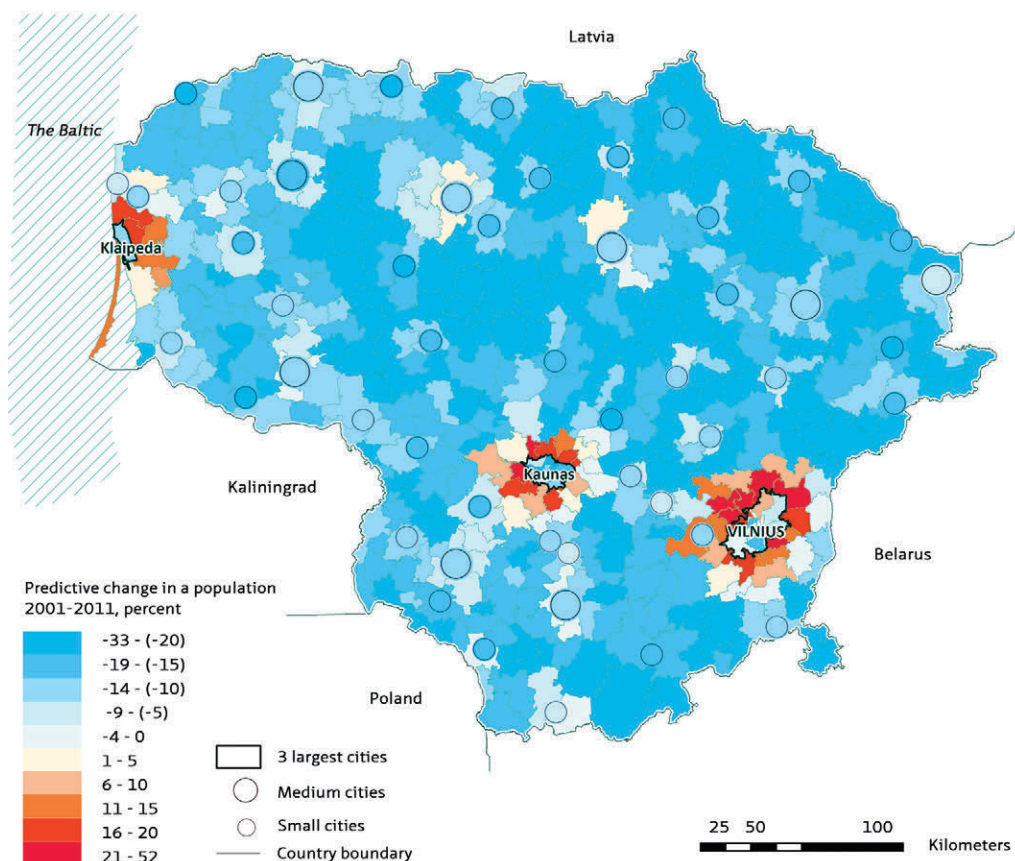 Latvia
The Baltic
Klaipeda
Kaunas
Kaliningrad
VILNIUS
Belarus
Poland
Predictive change in a population
2001-2011, percent
-33 - (-20)
-19 - (-15)
-14 - (-10)
-9 - (-5)
-4 - 0
1 - 5
6 - 10
11 - 15
16 - 20
21 - 52
3 largest cities
Medium cities
Small cities
Country boundary
25 50 100
Kilometers